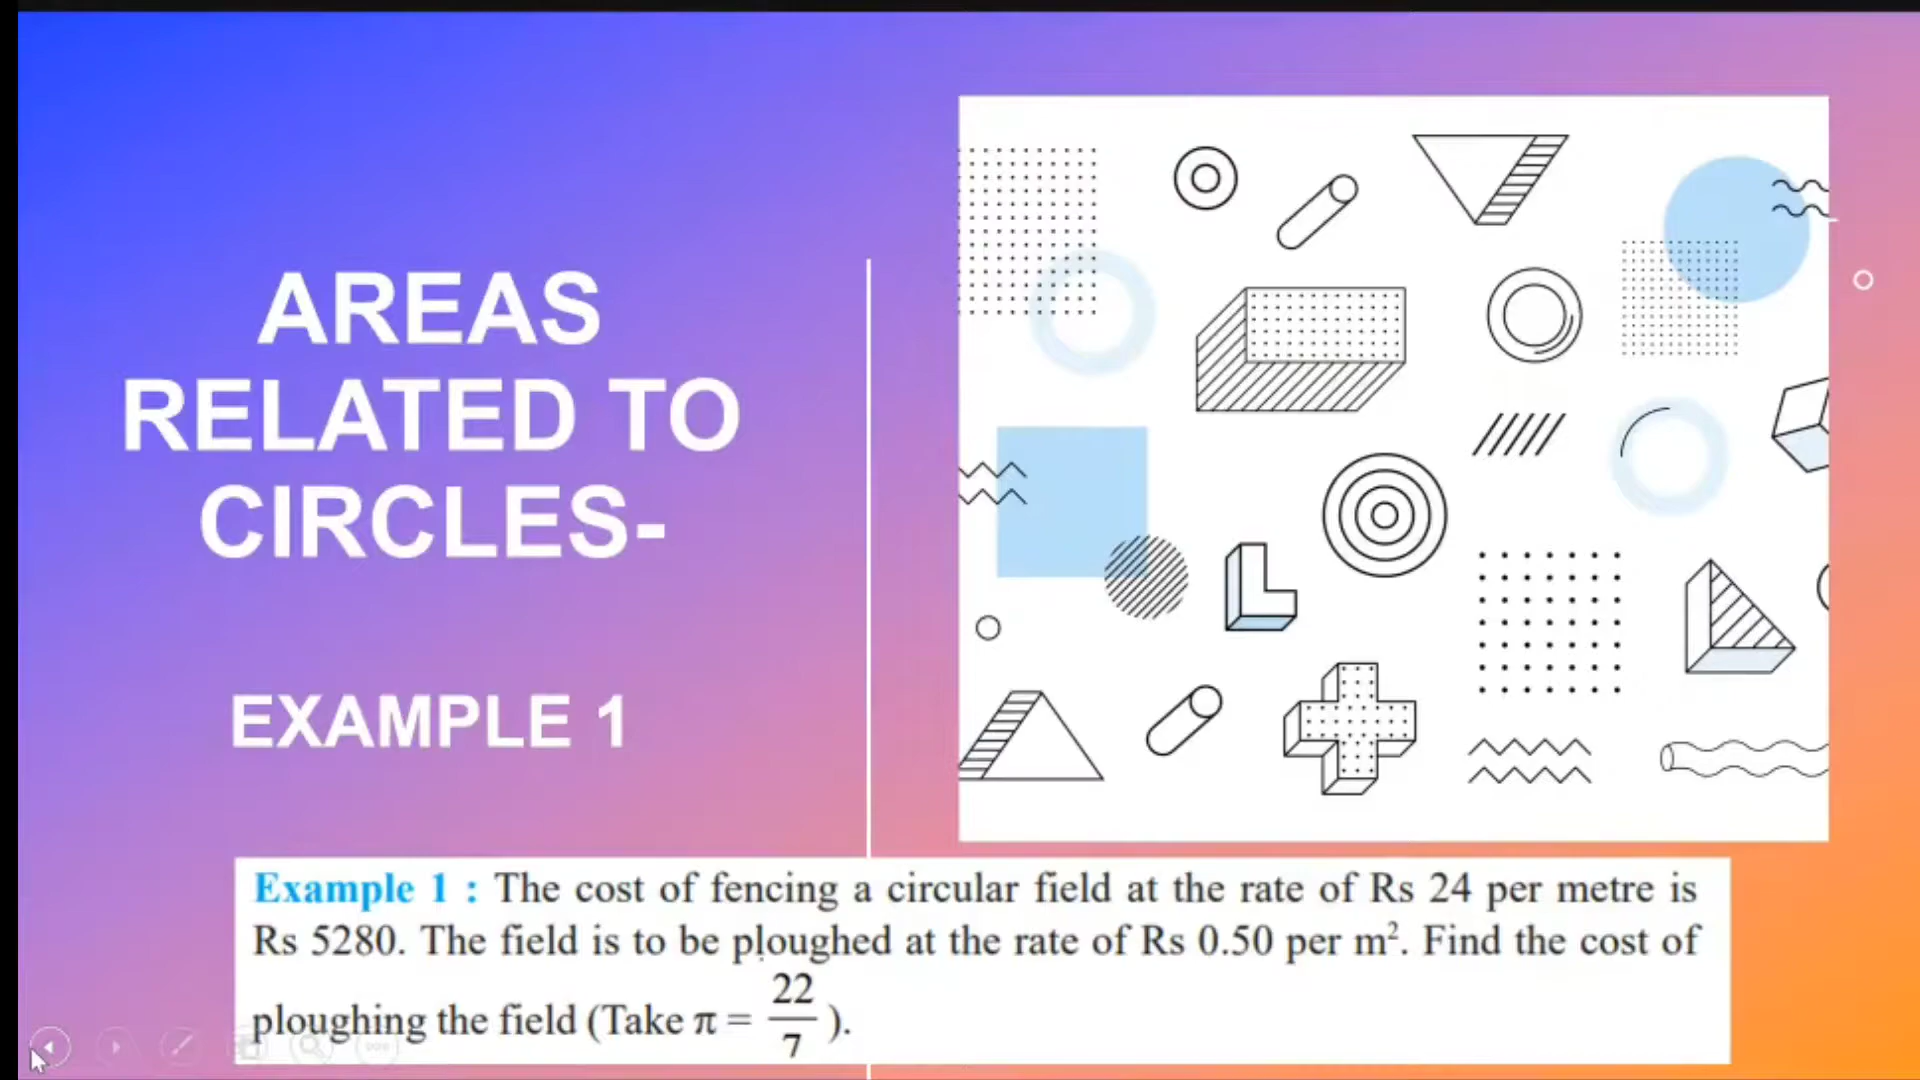 AREAS
RELATED TO
CIRCLES-
EXAMPLE 1
Example 1 : The cost of fencing a circular field at the rate of Rs 24 per metre is
Rs 5280. The field is to be ploughed at the rate of Rs 0.50 per m². Find the cost of
ploughing the field (Take π = 22/7 ).